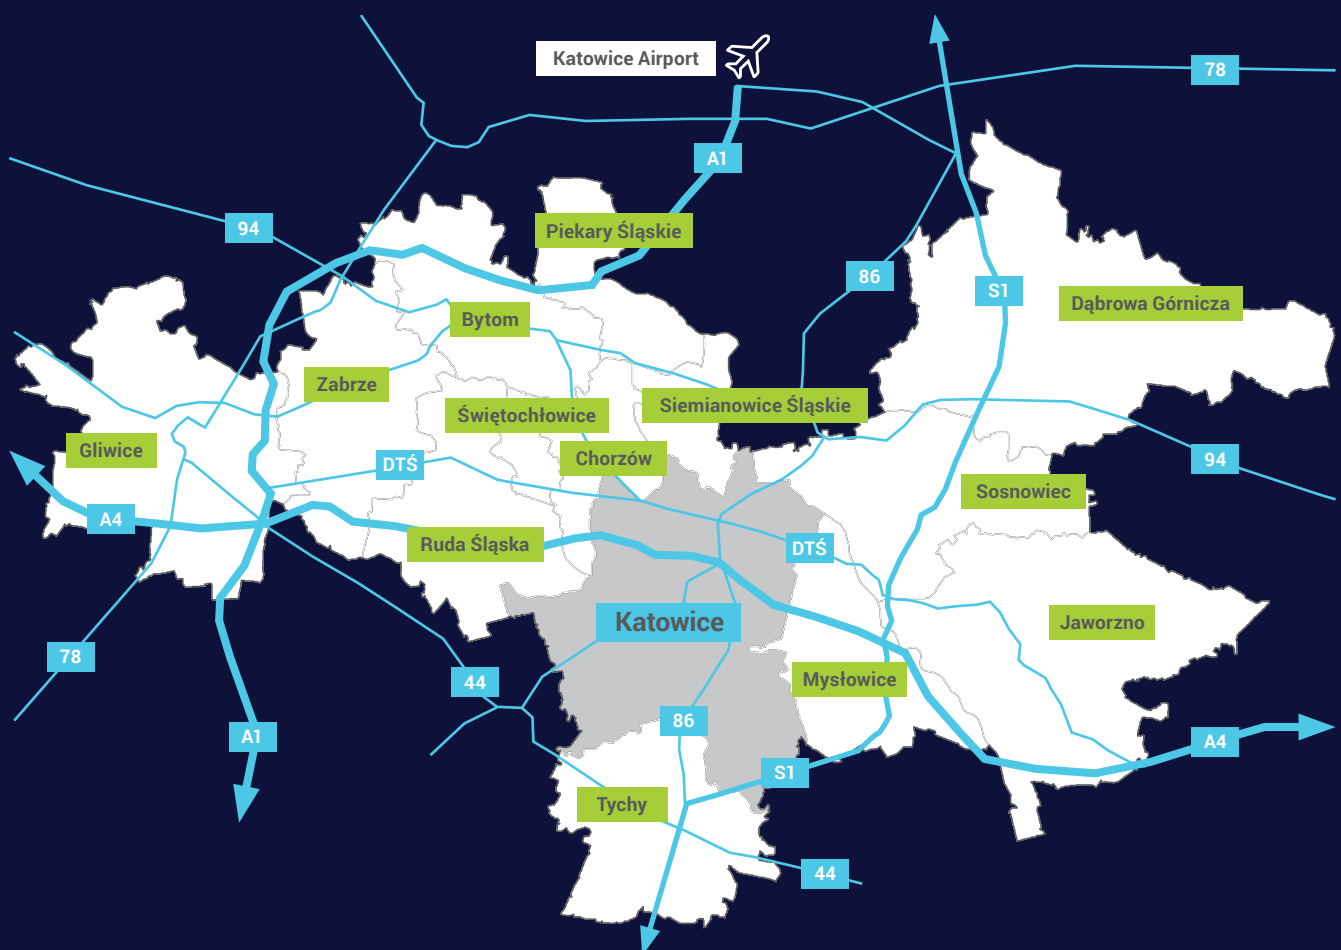 Katowice Airport
78
A1
94
Piekary Śląskie
86
S1
Dąbrowa Górnicza
Bytom
Zabrze
Siemianowice Śląskie
Świętochłowice
Gliwice
Chorzów
DTŚ
94
Sosnowiec
A4
Ruda Śląska
DTŚ
Katowice
Jaworzno
78
44
Mysłowice
86
A1
A4
S1
Tychy
44